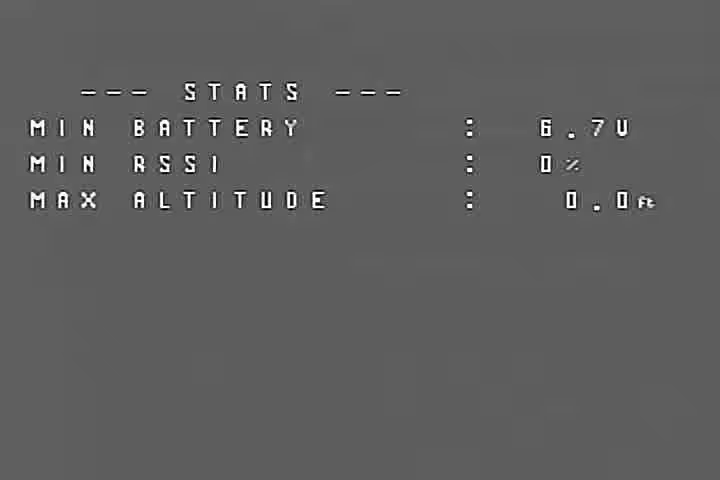 --- STATS ---
MIN BATTERY : 6.7V
MIN RSSI : 0%
MAX ALTITUDE : 0.0ft